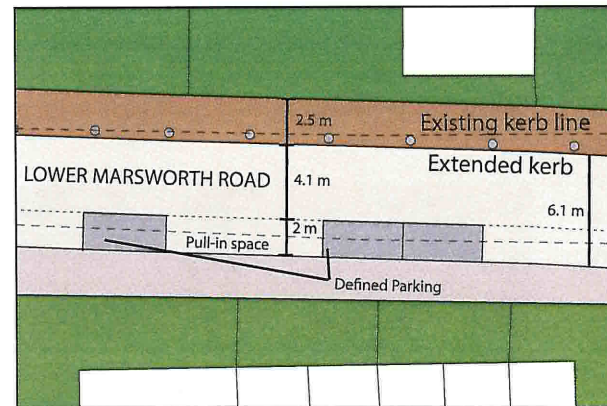 2.5 m
Existing kerb line
Extended kerb
LOWER MARSWORTH ROAD
4.1 m
6.1 m
2 m
Pull-in space
Defined Parking